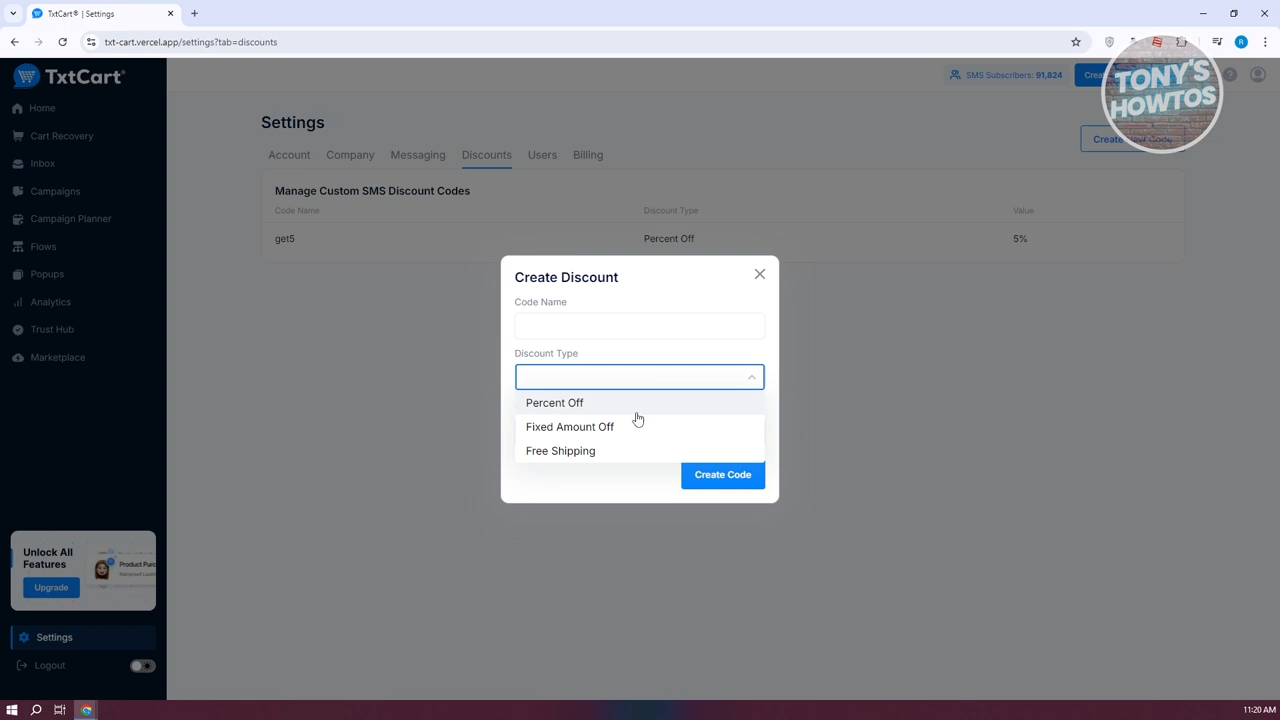 TxtCart® | Settings
txt-cart.vercel.app/settings?tab=discounts
R
TxtCart®
SMS Subscribers: 91,824
Home
Cart Recovery
Inbox
Campaigns
Campaign Planner
Flows
Popups
Analytics
Trust Hub
Marketplace
Unlock All
Features
Upgrade
Product Purc
Settings
Logout
TONY'S
HOWTOS
Settings
Account
Company
Messaging
Discounts
Users
Billing
Manage Custom SMS Discount Codes
Code Name
Discount Type
Value
get5
Percent Off
5%
Create Discount
Code Name
Discount Type
Percent Off
Fixed Amount Off
Free Shipping
Create Code
11:20 AM